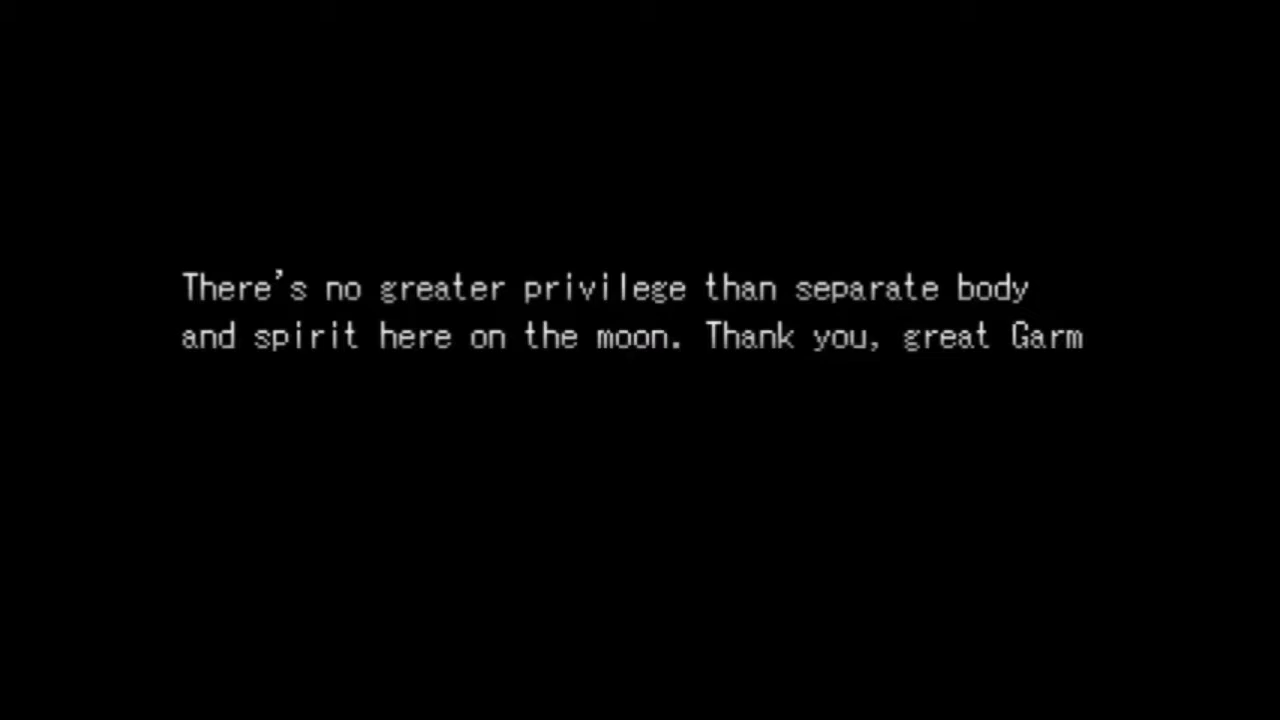 There's no greater privilege than separate body
and spirit here on the moon. Thank you, great Garm